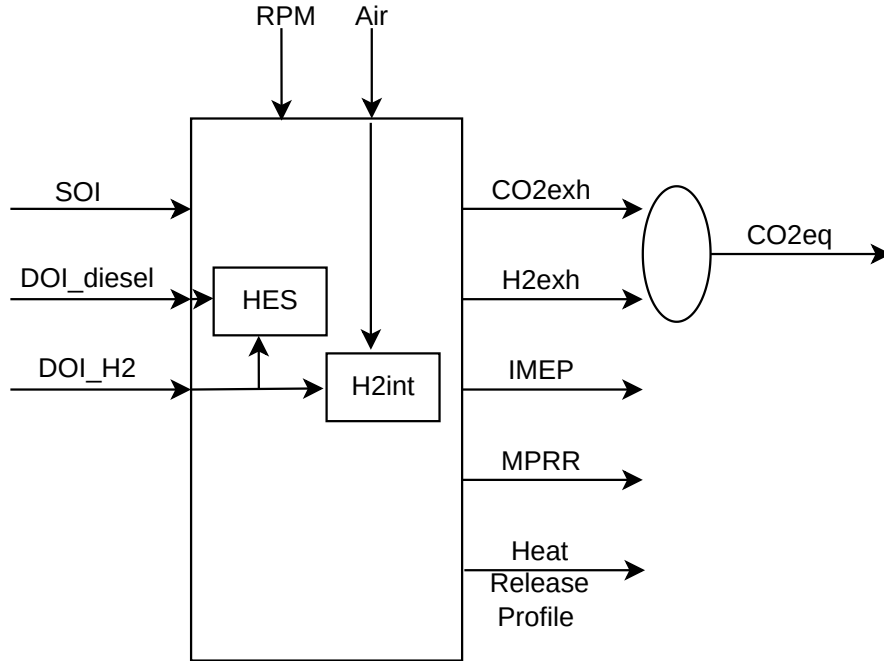 RPM
Air
SOI
DOI_diesel
DOI_H2
HES
H2int
CO2exh
H2exh
IMEP
MPRR
Heat
Release
Profile
CO2eq